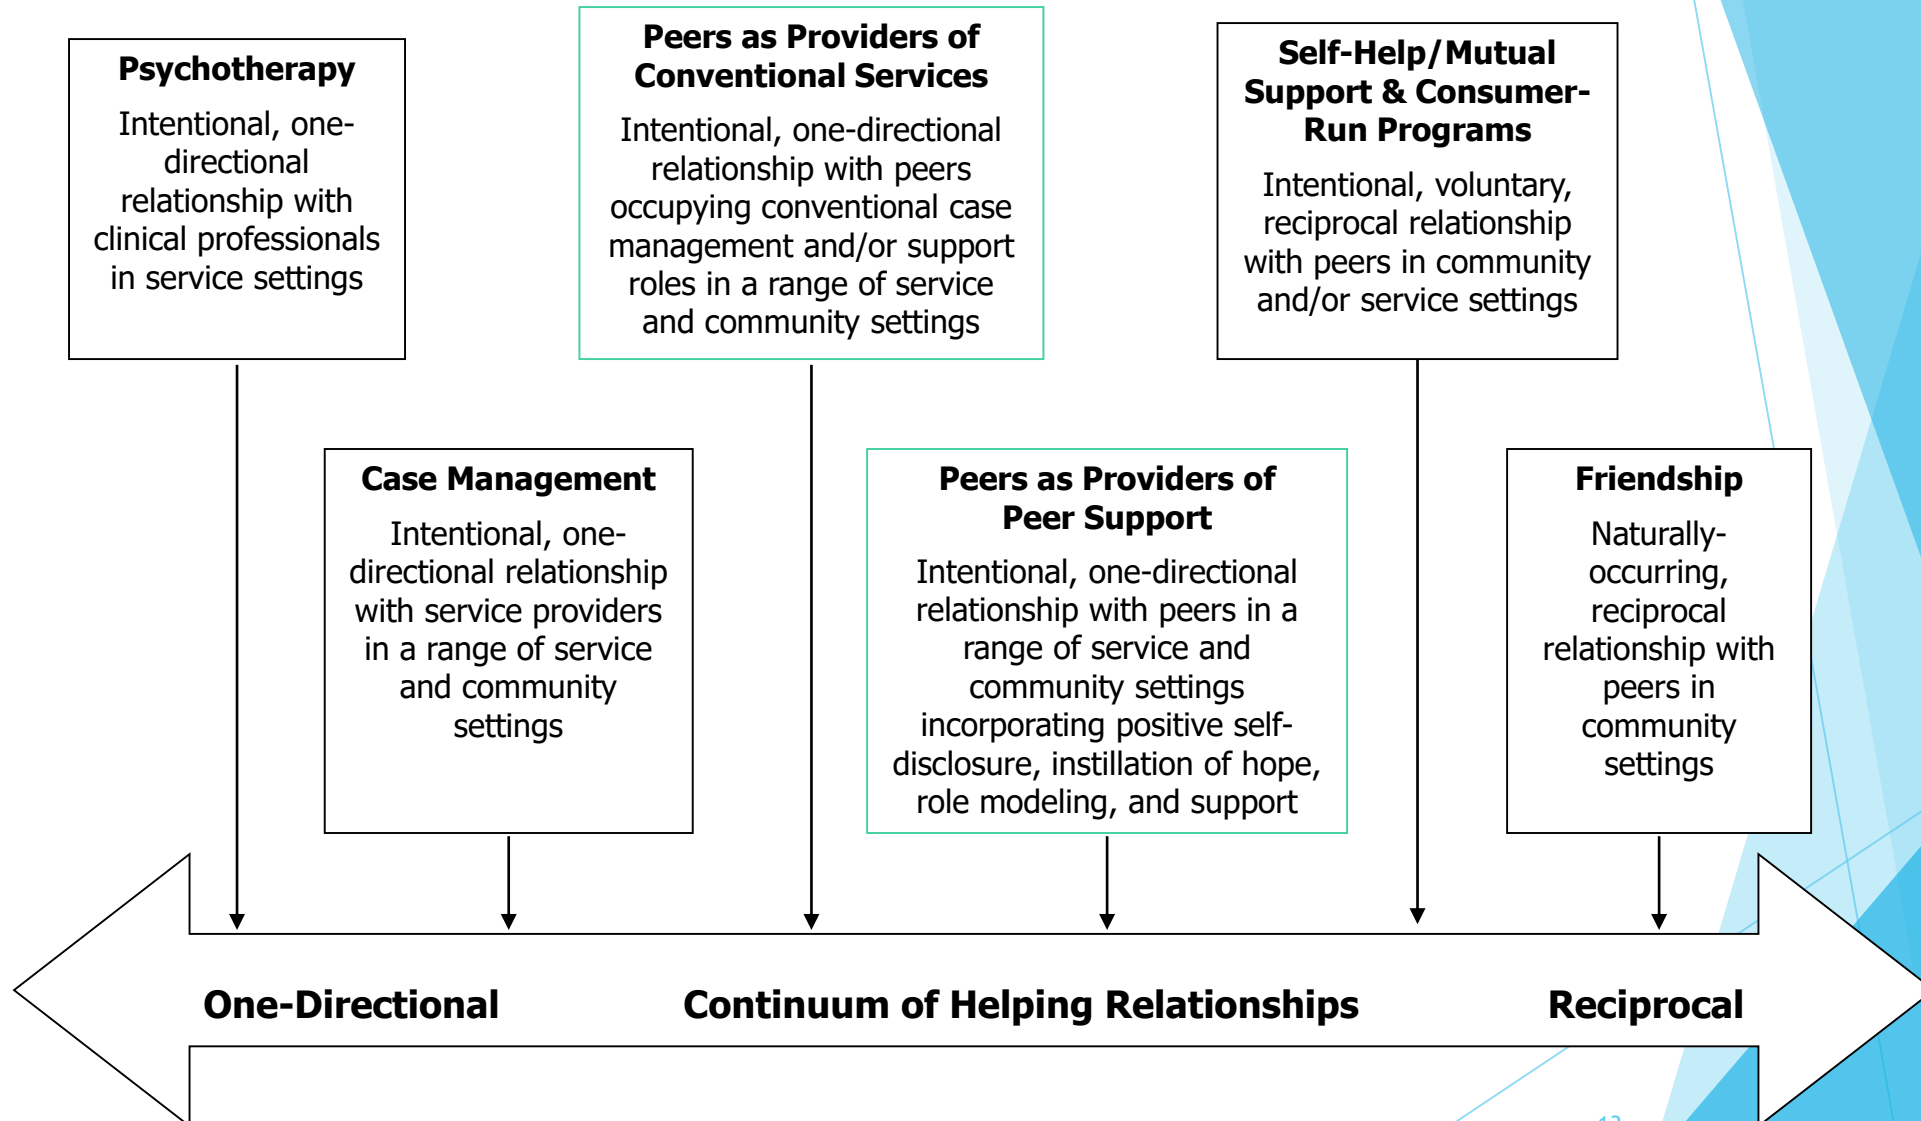 Psychotherapy
Intentional, one-
directional
relationship with
clinical professionals
in service settings
Peers as Providers of
Conventional Services
Intentional, one-directional
relationship with peers
occupying conventional case
management and/or support
roles in a range of service
and community settings
Self-Help/Mutual
Support & Consumer-
Run Programs
Intentional, voluntary,
reciprocal relationship
with peers in community
and/or service settings
Case Management
Intentional, one-
directional relationship
with service providers
in a range of service
and community
settings
Peers as Providers of
Peer Support
Intentional, one-directional
relationship with peers in a
range of service and
community settings
incorporating positive self-
disclosure, instillation of hope,
role modeling, and support
Friendship
Naturally-
occurring,
reciprocal
relationship with
peers in
community
settings
One-Directional
Continuum of Helping Relationships
Reciprocal